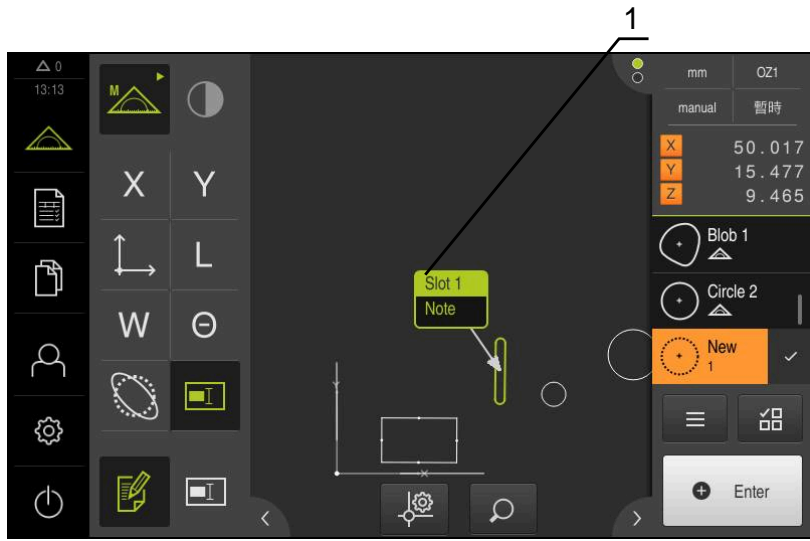 1
0
13:13
M
X
Y
L
W
Θ
Slot 1
Note
Y
X
mm
OZ1
manual
暫時
X 50.017
Y 15.477
Z 9.465
Blob 1
Circle 2
New
1
Enter